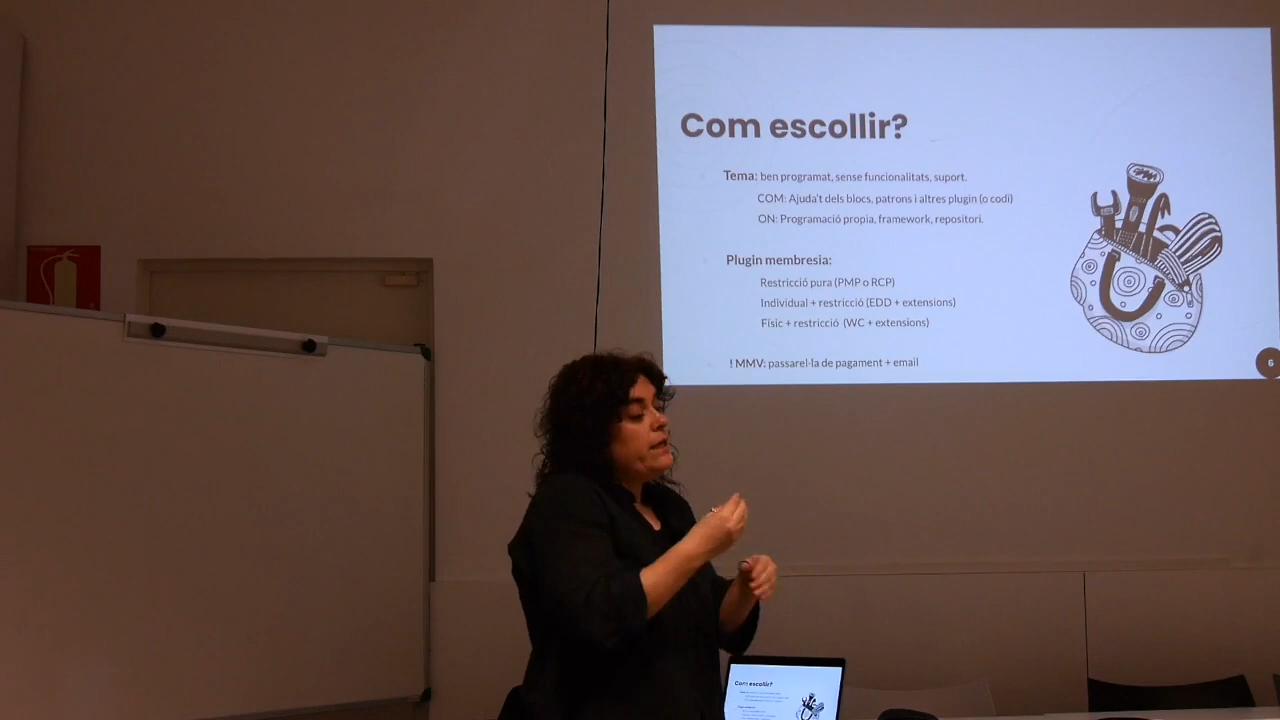 Com escollir?
Tema: ben programat, sense funcionalitats, suport.
COM: Ajuda't dels blocs, patrons i altres plugin (o codi)
ON: Programació propia, framework, repositori.
Plugin membresia:
Restricció pura (PMP o RCP)
Individual + restricció (EDD + extensions)
Físic + restricció (WC + extensions)
! MMV: passarel·la de pagament + email
6
Com escollir?